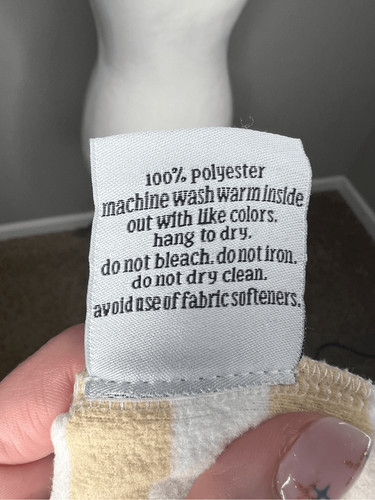 100% polyester
machine wash warm inside
out with like colors.
hang to dry.
do not bleach. do not iron.
do not dry clean.
avoid use of fabric softeners.